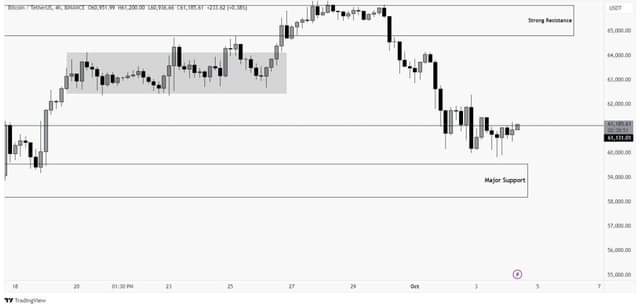 Bitcoin / TetherUS, 4h, BINANCE O60,951.99 H61,200.00 L60,936.66 C61,185.61 +233.62 (+0.38%)
USDT
Strong Resistance
65,000.00
64,000.00
63,000.00
62,000.00
61,185.61
61,131.05
60,000.00
Major Support
59,000.00
58,000.00
57,000.00
56,000.00
55,000.00
18 20 01:30 PM 23 25 27 29 Oct 3 5 7
TradingView